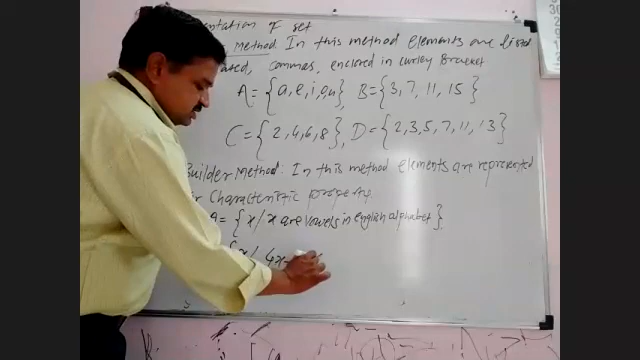 entation of set
Method In this method elements are listed
ated, commas, enclosed in curley Bracket
A = {a, e, i, o, u} B = {3, 7, 11, 15}
C = {2, 4, 6, 8}, D = {2, 3, 5, 7, 11, 13}
Builder Method: In this method elements are represented
Characteristic property.
A = {x / x are vowels in english alphabet}
{x / 4x-